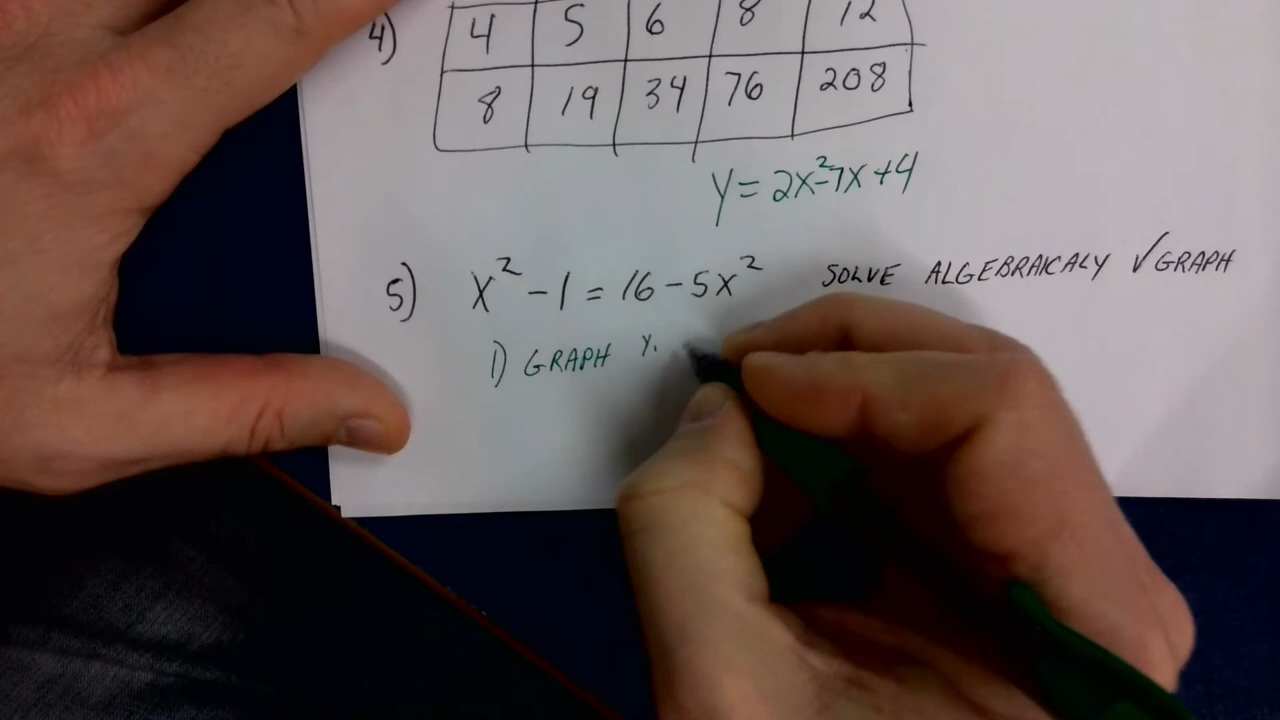 4) 4 5 6 8 12
8 19 34 76 208
y = 2x²-7x+4
5) x² - 1 = 16 - 5x² SOLVE ALGEBRAICALY √GRAPH
1) GRAPH y.